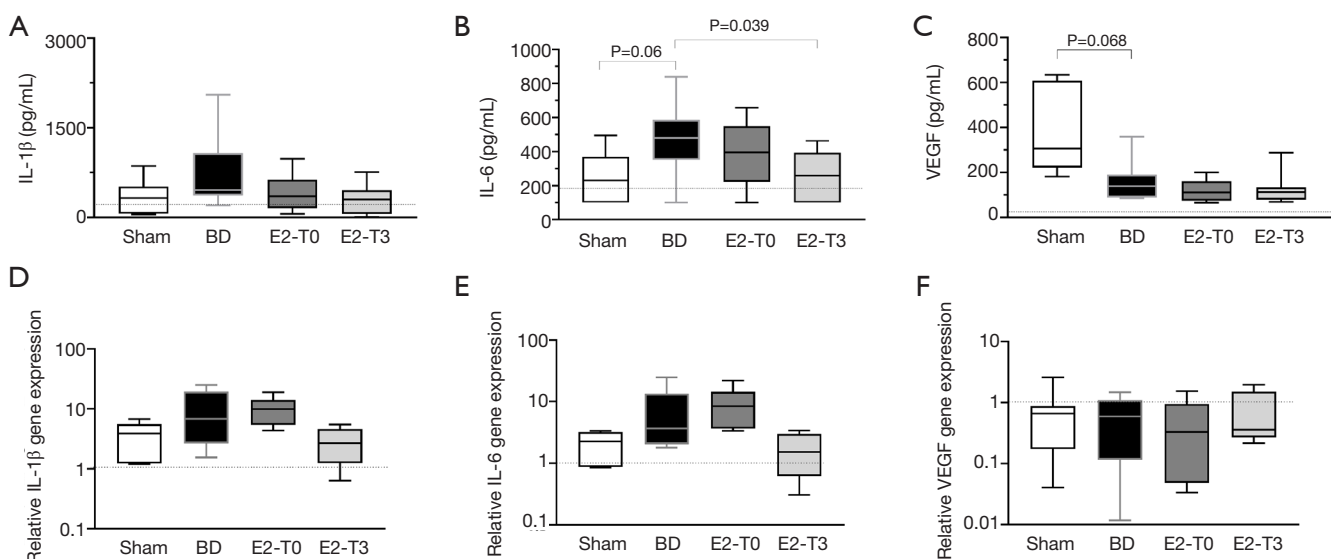 A
3000
1500
0
IL-1β (pg/mL)
Sham BD E2-T0 E2-T3
B
P=0.039
P=0.06
1000
800
600
400
200
0
IL-6 (pg/mL)
Sham BD E2-T0 E2-T3
C
P=0.068
800
600
400
200
0
VEGF (pg/mL)
Sham BD E2-T0 E2-T3
D
100
10
1
0.1
Relative IL-1β gene expression
Sham BD E2-T0 E2-T3
E
100
10
1
0.1
Relative IL-6 gene expression
Sham BD E2-T0 E2-T3
F
10
1
0.1
0.01
Relative VEGF gene expression
Sham BD E2-T0 E2-T3